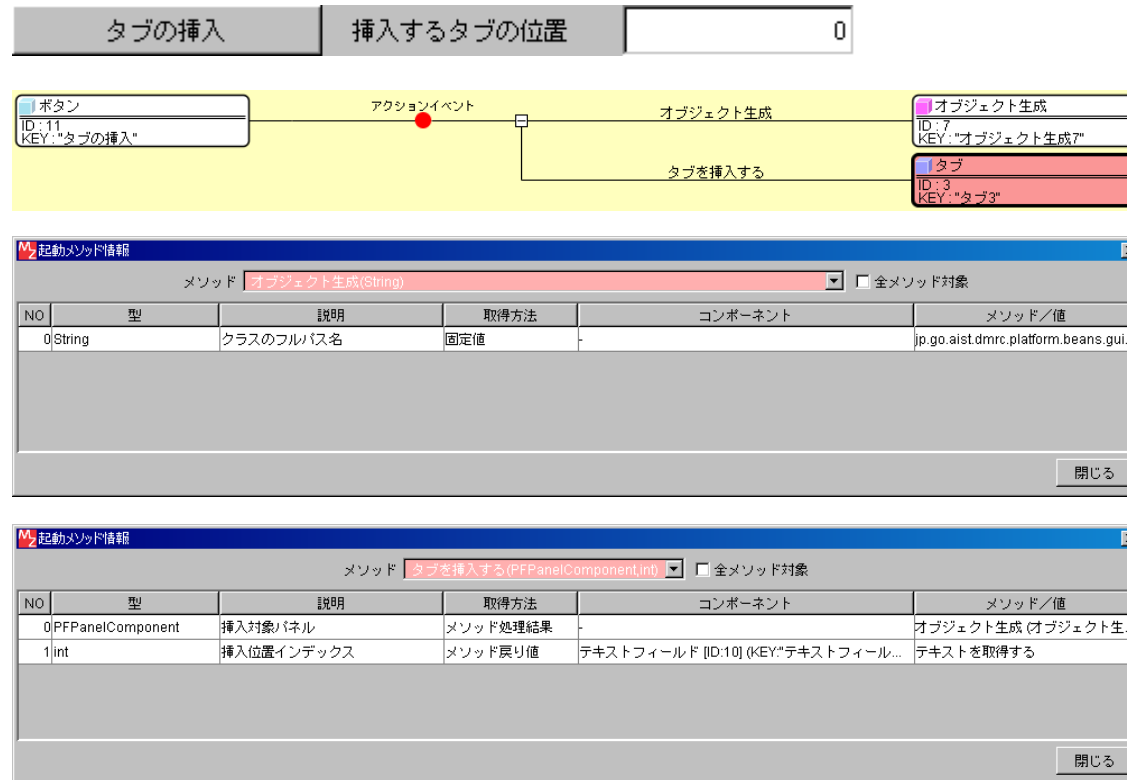 タブの挿入 挿入するタブの位置 0
ボタン アクションイベント オブジェクト生成 オブジェクト生成
ID : 11 ID : 7
KEY : "タブの挿入" KEY : "オブジェクト生成7"
タブを挿入する タブ
ID : 3
KEY : "タブ3"
起動メソッド情報
メソッド オブジェクト生成(String) 全メソッド対象
NO 型 説明 取得方法 コンポーネント メソッド／値
0 String クラスのフルパス名 固定値 - jp.go.aist.dmrc.platform.beans.gui.
閉じる
起動メソッド情報
メソッド タブを挿入する(PFPanelComponent,int) 全メソッド対象
NO 型 説明 取得方法 コンポーネント メソッド／値
0 PFPanelComponent 挿入対象パネル メソッド処理結果 - オブジェクト生成 (オブジェクト生..
1 int 挿入位置インデックス メソッド戻り値 テキストフィールド [ID:10] (KEY:"テキストフィール... テキストを取得する
閉じる